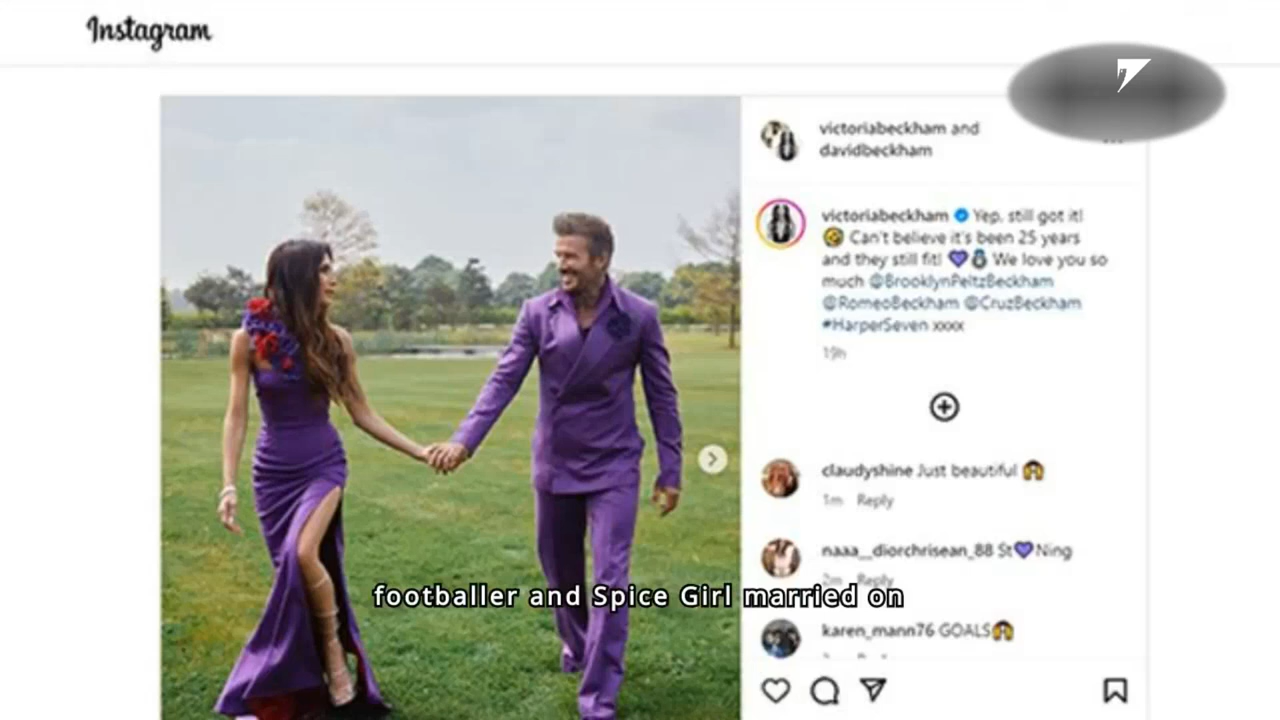 Instagram
victoriabeckham and
davidbeckham
victoriabeckham Yep, still got it!
Can't believe it's been 25 years
and they still fit! We love you so
much @BrooklynPeltzBeckham
@RomeoBeckham @CruzBeckham
#HarperSeven xxxx
19h
claudyshine Just beautiful
1m Reply
naaa__diorchrisean_88 St💜Ning
2m Reply
footballer and Spice Girl married on
karen_mann76 GOALS